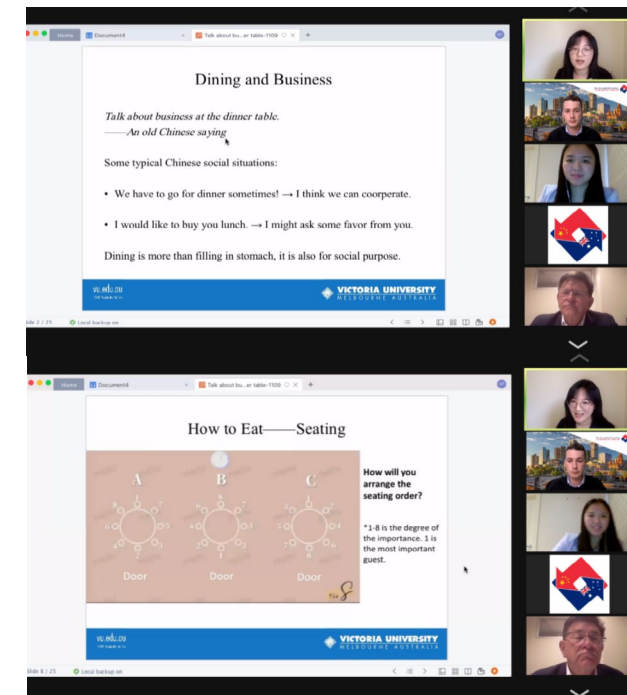 Home
Document4
Talk about bu...er table-1109
Dining and Business
Talk about business at the dinner table.
——An old Chinese saying
Some typical Chinese social situations:
• We have to go for dinner sometimes! → I think we can coorperate.
• I would like to buy you lunch. → I might ask some favor from you.
Dining is more than filling in stomach, it is also for social purpose.
vu.edu.au
VICTORIA UNIVERSITY
MELBOURNE AUSTRALIA
Slide 2 / 25
Local backup on
Home
Document4
Talk about bu...er table-1109
How to Eat——Seating
A B C
Door Door Door
How will you
arrange the
seating order?
*1-8 is the degree of
the importance. 1 is
the most important
guest.
vu.edu.au
VICTORIA UNIVERSITY
MELBOURNE AUSTRALIA
Slide 8 / 25
Local backup on